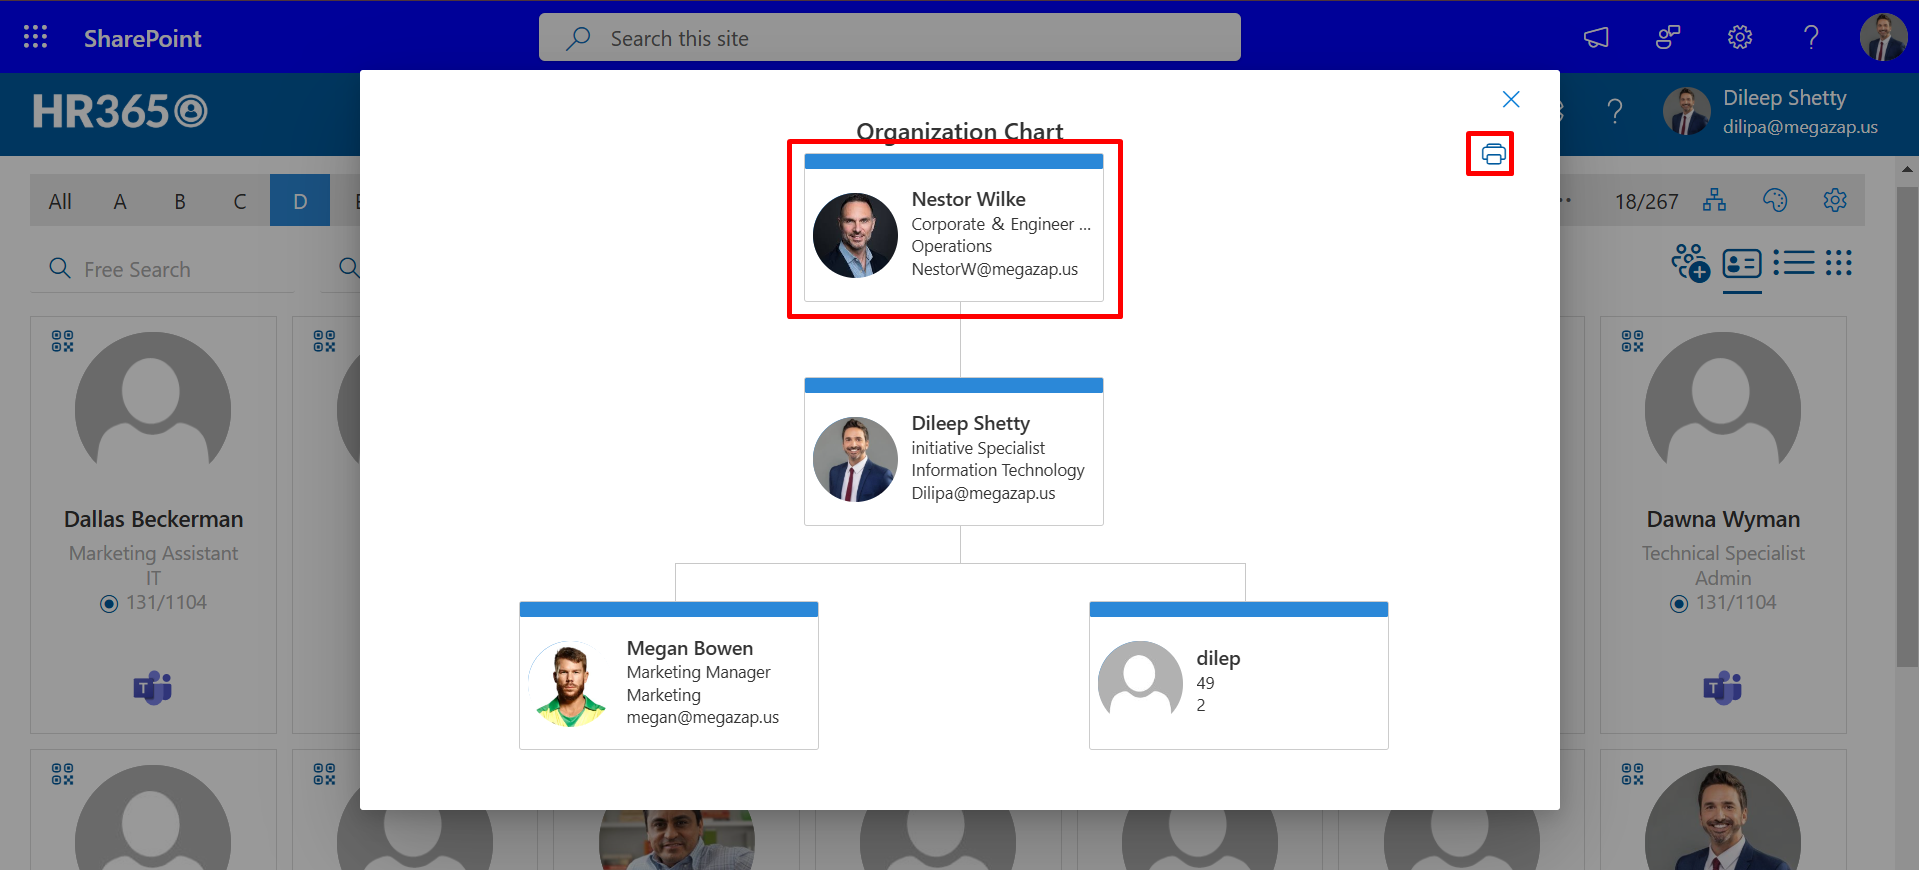 SharePoint
Search this site
HR365
Dileep Shetty
dilipa@megazap.us
Organization Chart
All A B C D
18/267
Free Search
Nestor Wilke
Corporate & Engineer ...
Operations
NestorW@megazap.us
Dileep Shetty
initiative Specialist
Information Technology
Dilipa@megazap.us
Megan Bowen
Marketing Manager
Marketing
megan@megazap.us
dilep
49
2
Dallas Beckerman
Marketing Assistant
IT
131/1104
Dawna Wyman
Technical Specialist
Admin
131/1104